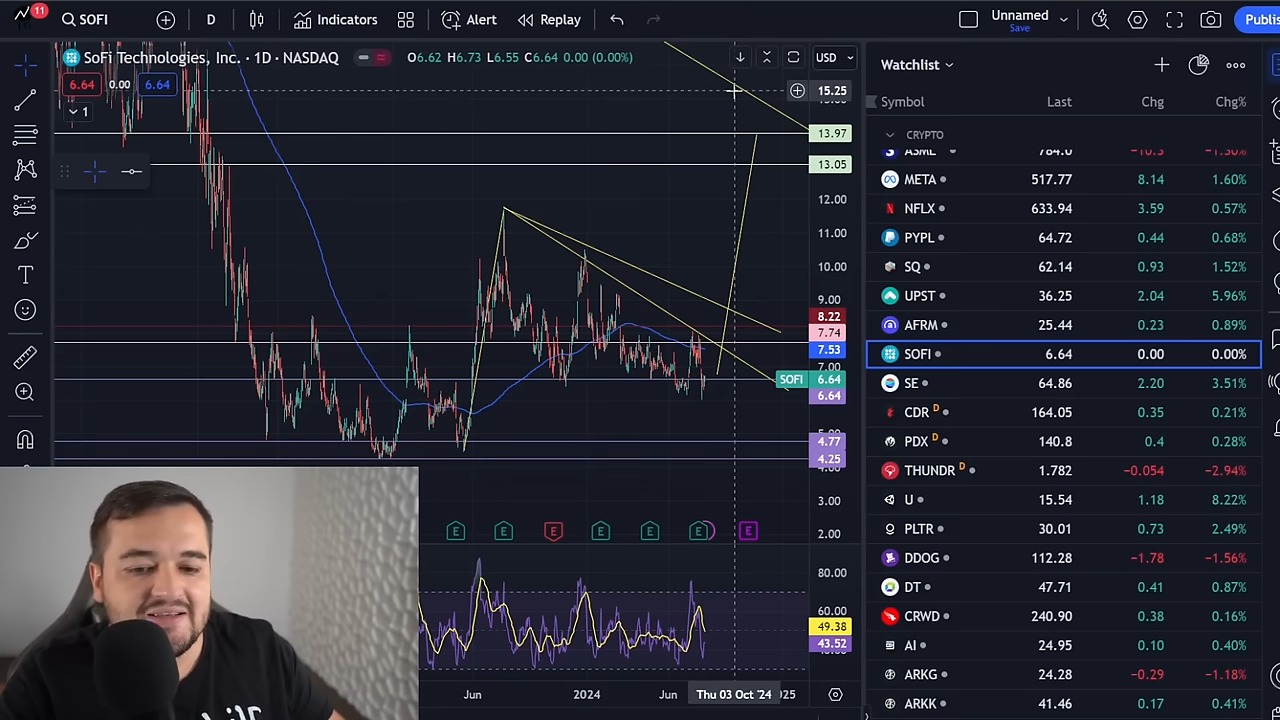 11
SOFI
D
Indicators
Alert
Replay
Unnamed
Save
Publis
SoFi Technologies, Inc. · 1D · NASDAQ
O6.62 H6.73 L6.55 C6.64 0.00 (0.00%)
USD
6.64 0.00 6.64
1
15.25
13.97
13.05
12.00
11.00
10.00
9.00
8.22
7.74
7.53
7.00
SOFI 6.64
6.64
4.77
4.25
3.00
2.00
E E E E E E E
80.00
60.00
49.38
43.52
Jun 2024 Jun Thu 03 Oct '24 025
Watchlist
Symbol Last Chg Chg%
CRYPTO
ASML 784.0 −10.3 −1.30%
META 517.77 8.14 1.60%
NFLX 633.94 3.59 0.57%
PYPL 64.72 0.44 0.68%
SQ 62.14 0.93 1.52%
UPST 36.25 2.04 5.96%
AFRM 25.44 0.23 0.89%
SOFI 6.64 0.00 0.00%
SE 64.86 2.20 3.51%
CDR D 164.05 0.35 0.21%
PDX D 140.8 0.4 0.28%
THUNDR D 1.782 −0.054 −2.94%
U 15.54 1.18 8.22%
PLTR 30.01 0.73 2.49%
DDOG 112.28 −1.78 −1.56%
DT 47.71 0.41 0.87%
CRWD 240.90 0.38 0.16%
AI 24.95 0.10 0.40%
ARKG 24.28 −0.29 −1.18%
ARKK 41.46 0.17 0.41%